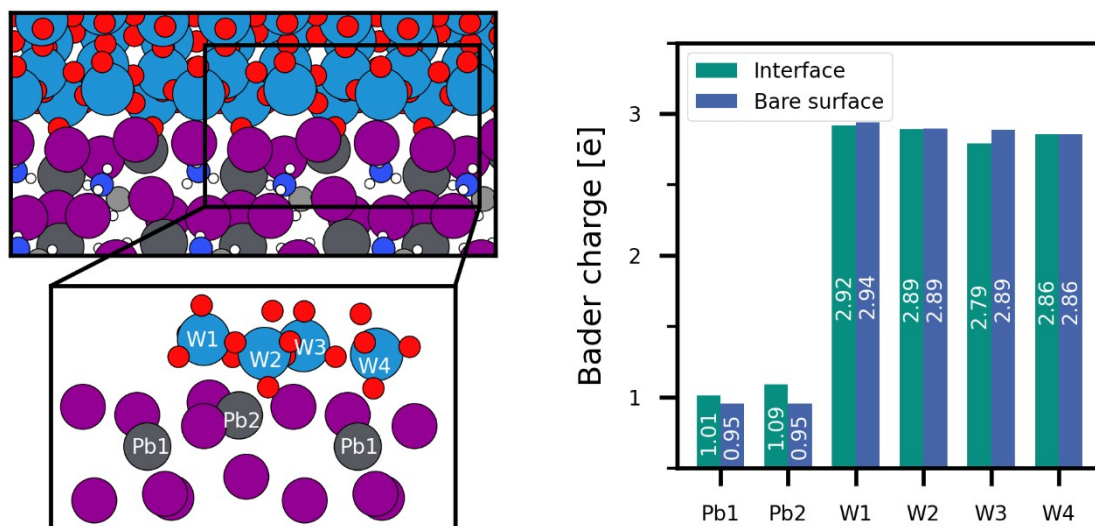 W1
W2
W3
W4
Pb2
Pb1
Pb1
Bader charge [ē]
3
2
1
Interface
Bare surface
1.01
0.95
1.09
0.95
2.92
2.94
2.89
2.89
2.79
2.89
2.86
2.86
Pb1 Pb2 W1 W2 W3 W4